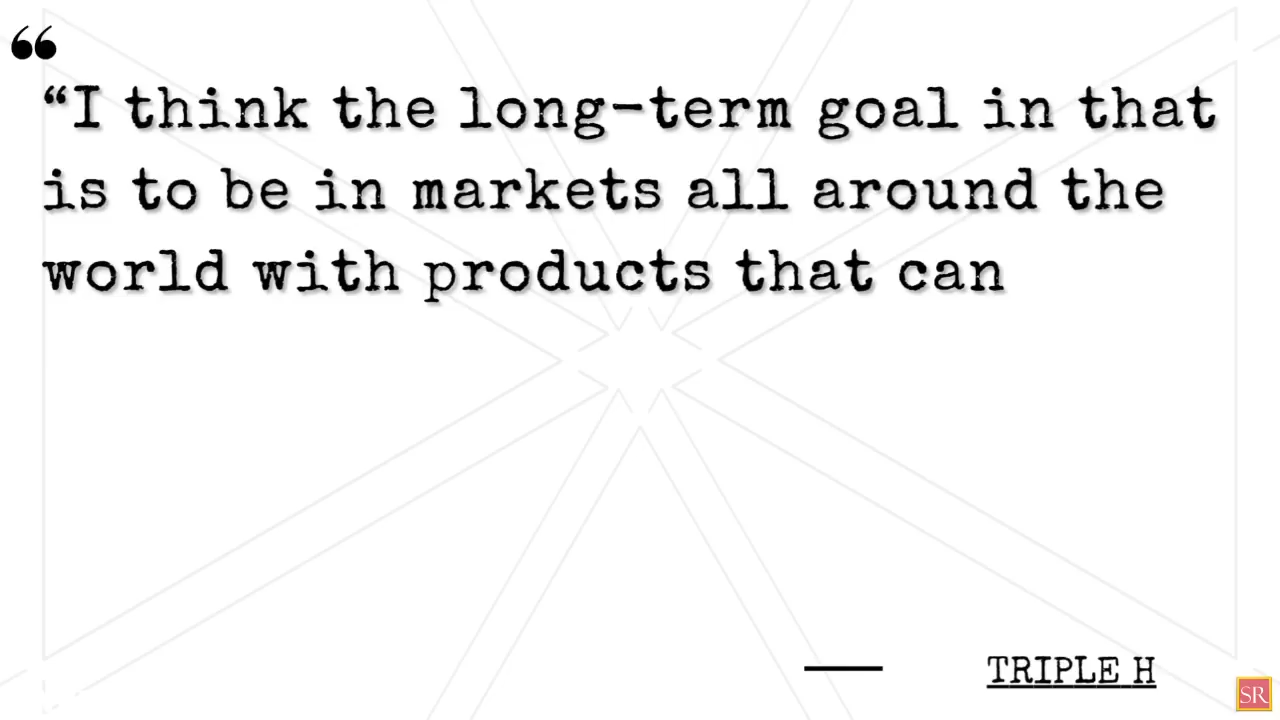 “
“I think the long-term goal in that
is to be in markets all around the
world with products that can
— TRIPLE H
SR